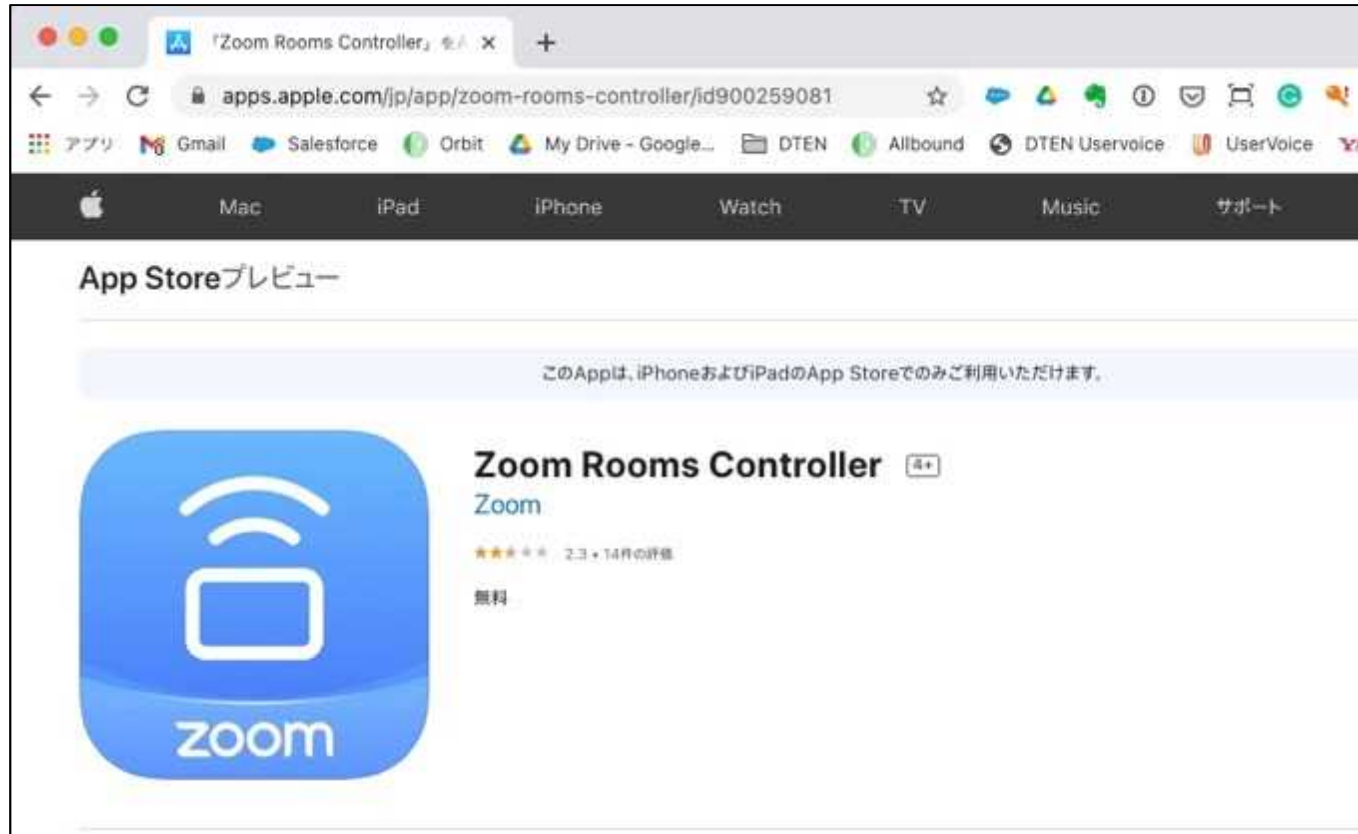 「Zoom Rooms Controller」を
apps.apple.com/jp/app/zoom-rooms-controller/id900259081
アプリ Gmail Salesforce Orbit My Drive - Google... DTEN Allbound DTEN Uservoice UserVoice
Mac iPad iPhone Watch TV Music サポート
App Storeプレビュー
このAppは、iPhoneおよびiPadのApp Storeでのみご利用いただけます。
Zoom Rooms Controller 4+
Zoom
2.3 • 14件の評価
無料
zoom